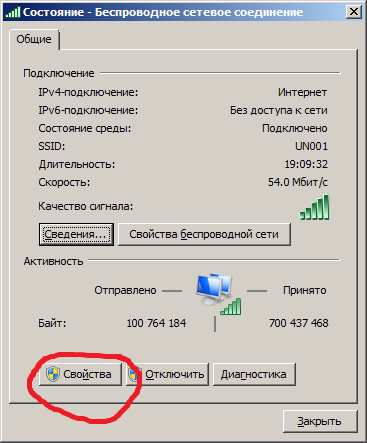 Состояние - Беспроводное сетевое соединение
Общие
Подключение
IPv4-подключение: Интернет
IPv6-подключение: Без доступа к сети
Состояние среды: Подключено
SSID: UN001
Длительность: 19:09:32
Скорость: 54.0 Мбит/с
Качество сигнала:
Сведения... Свойства беспроводной сети
Активность
Отправлено — Принято
Байт: 100 764 184 | 700 437 468
Свойства Отключить Диагностика
Закрыть